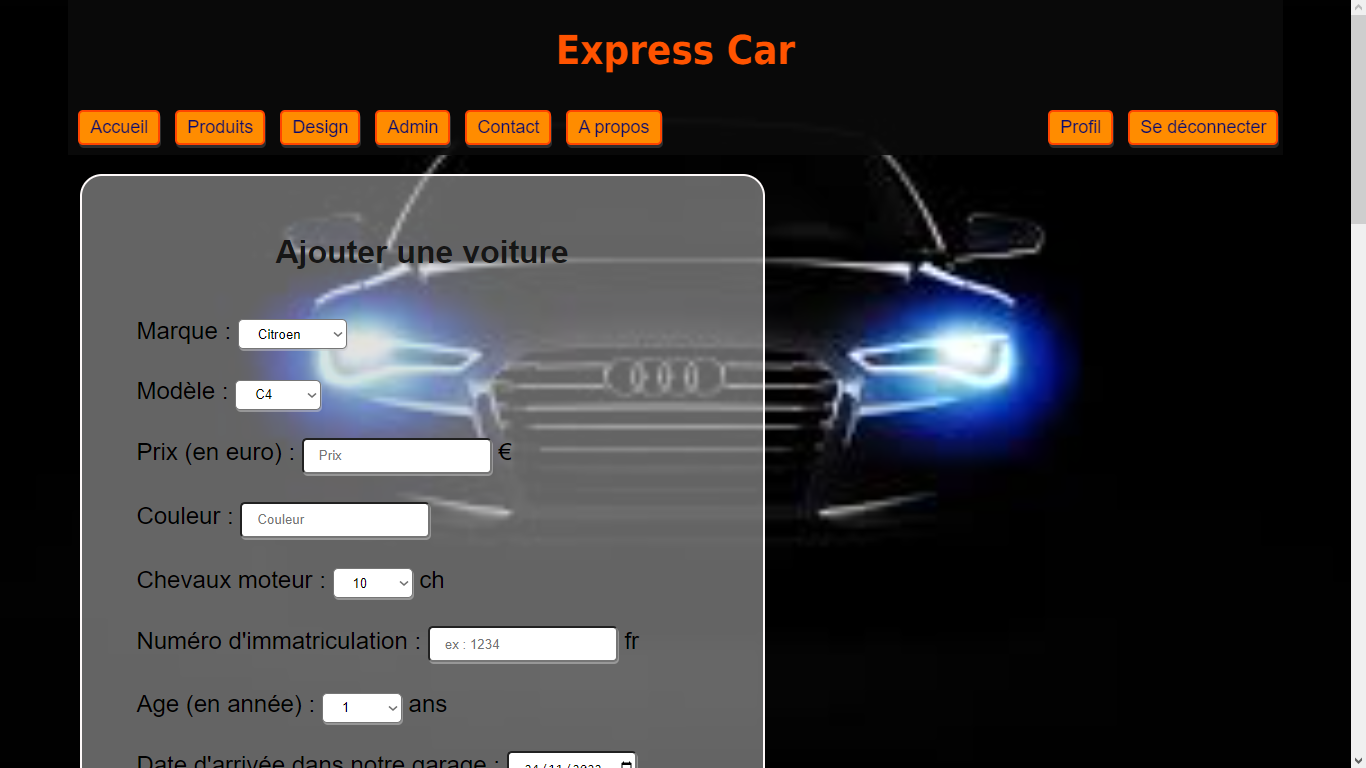 Express Car
Accueil Produits Design Admin Contact A propos Profil Se déconnecter
Ajouter une voiture
Marque : Citroen
Modèle : C4
Prix (en euro) : Prix €
Couleur : Couleur
Chevaux moteur : 10 ch
Numéro d'immatriculation : ex : 1234 fr
Age (en année) : 1 ans
Date d'arrivée dans notre garage :